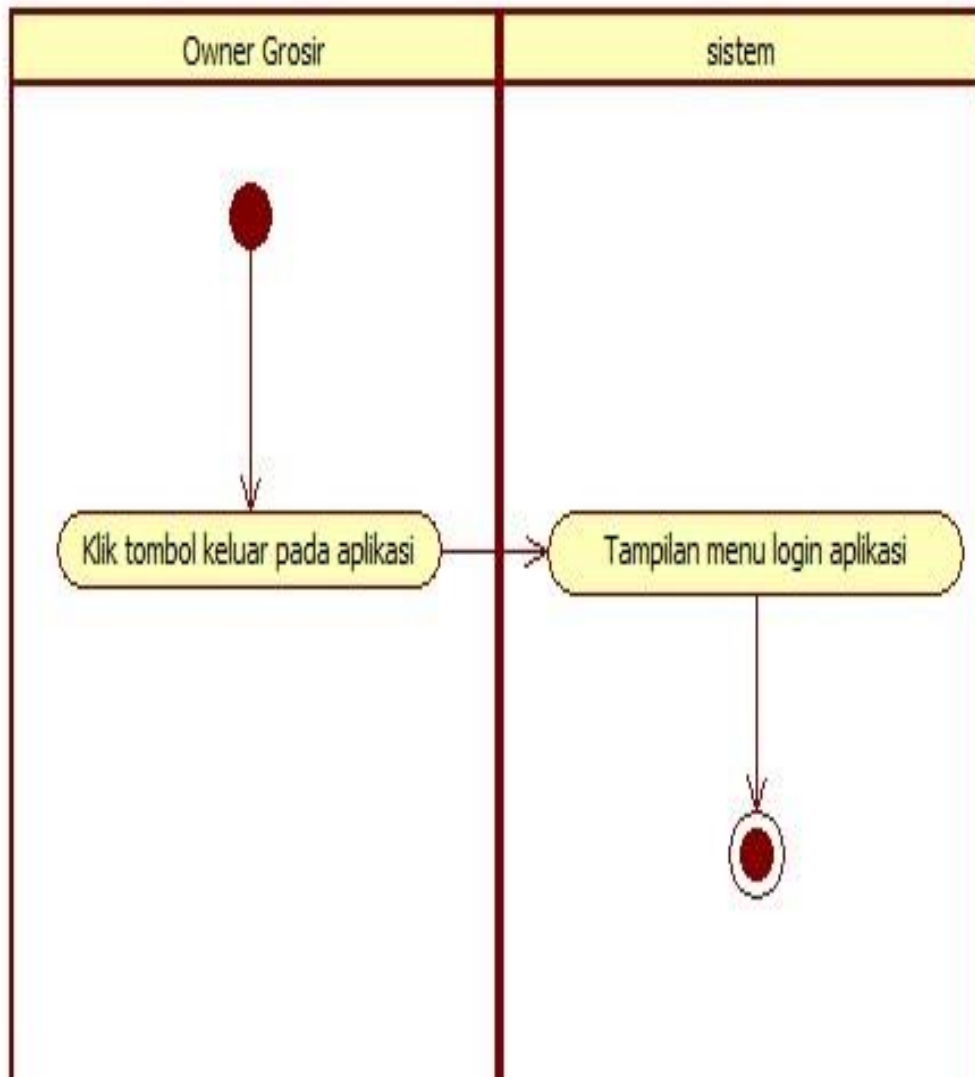 Owner Grosir
sistem
Klik tombol keluar pada aplikasi
Tampilan menu login aplikasi